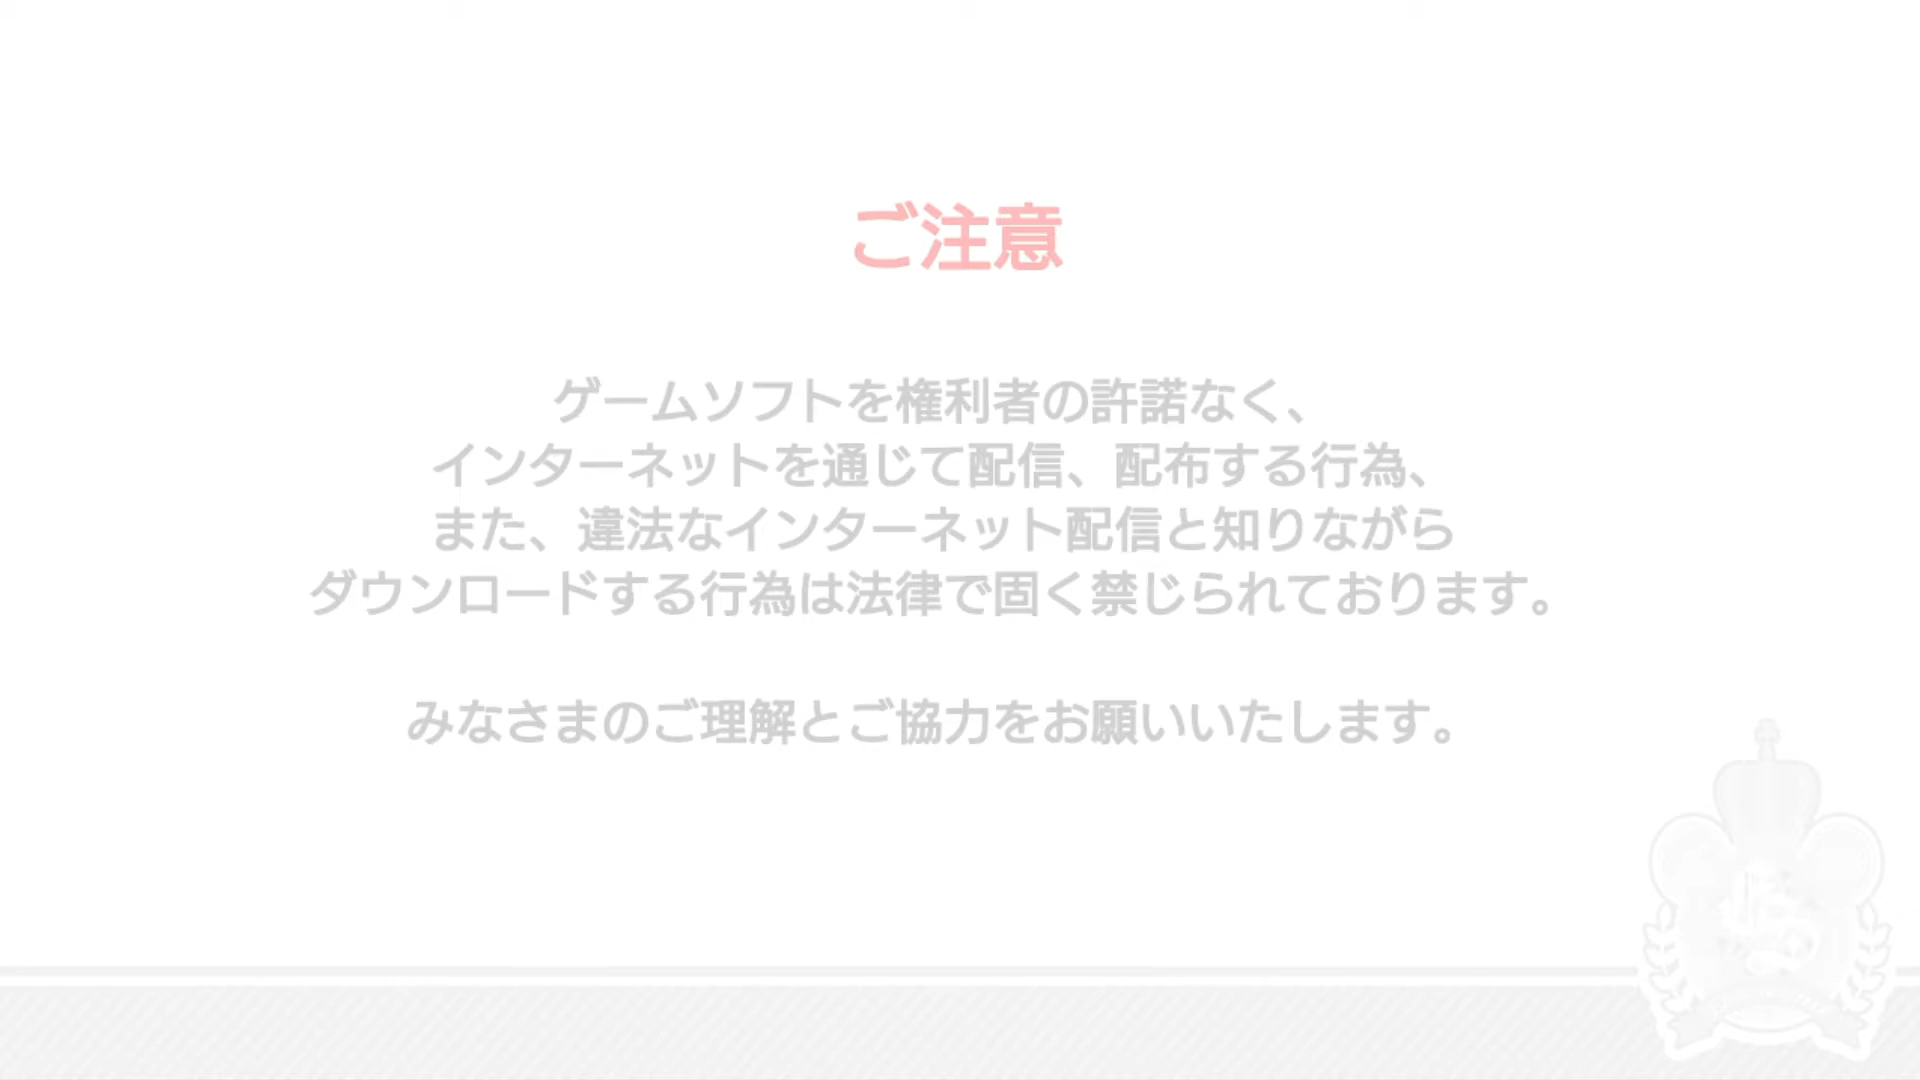 ご注意
ゲームソフトを権利者の許諾なく、
インターネットを通じて配信、配布する行為、
また、違法なインターネット配信と知りながら
ダウンロードする行為は法律で固く禁じられております。
みなさまのご理解とご協力をお願いいたします。